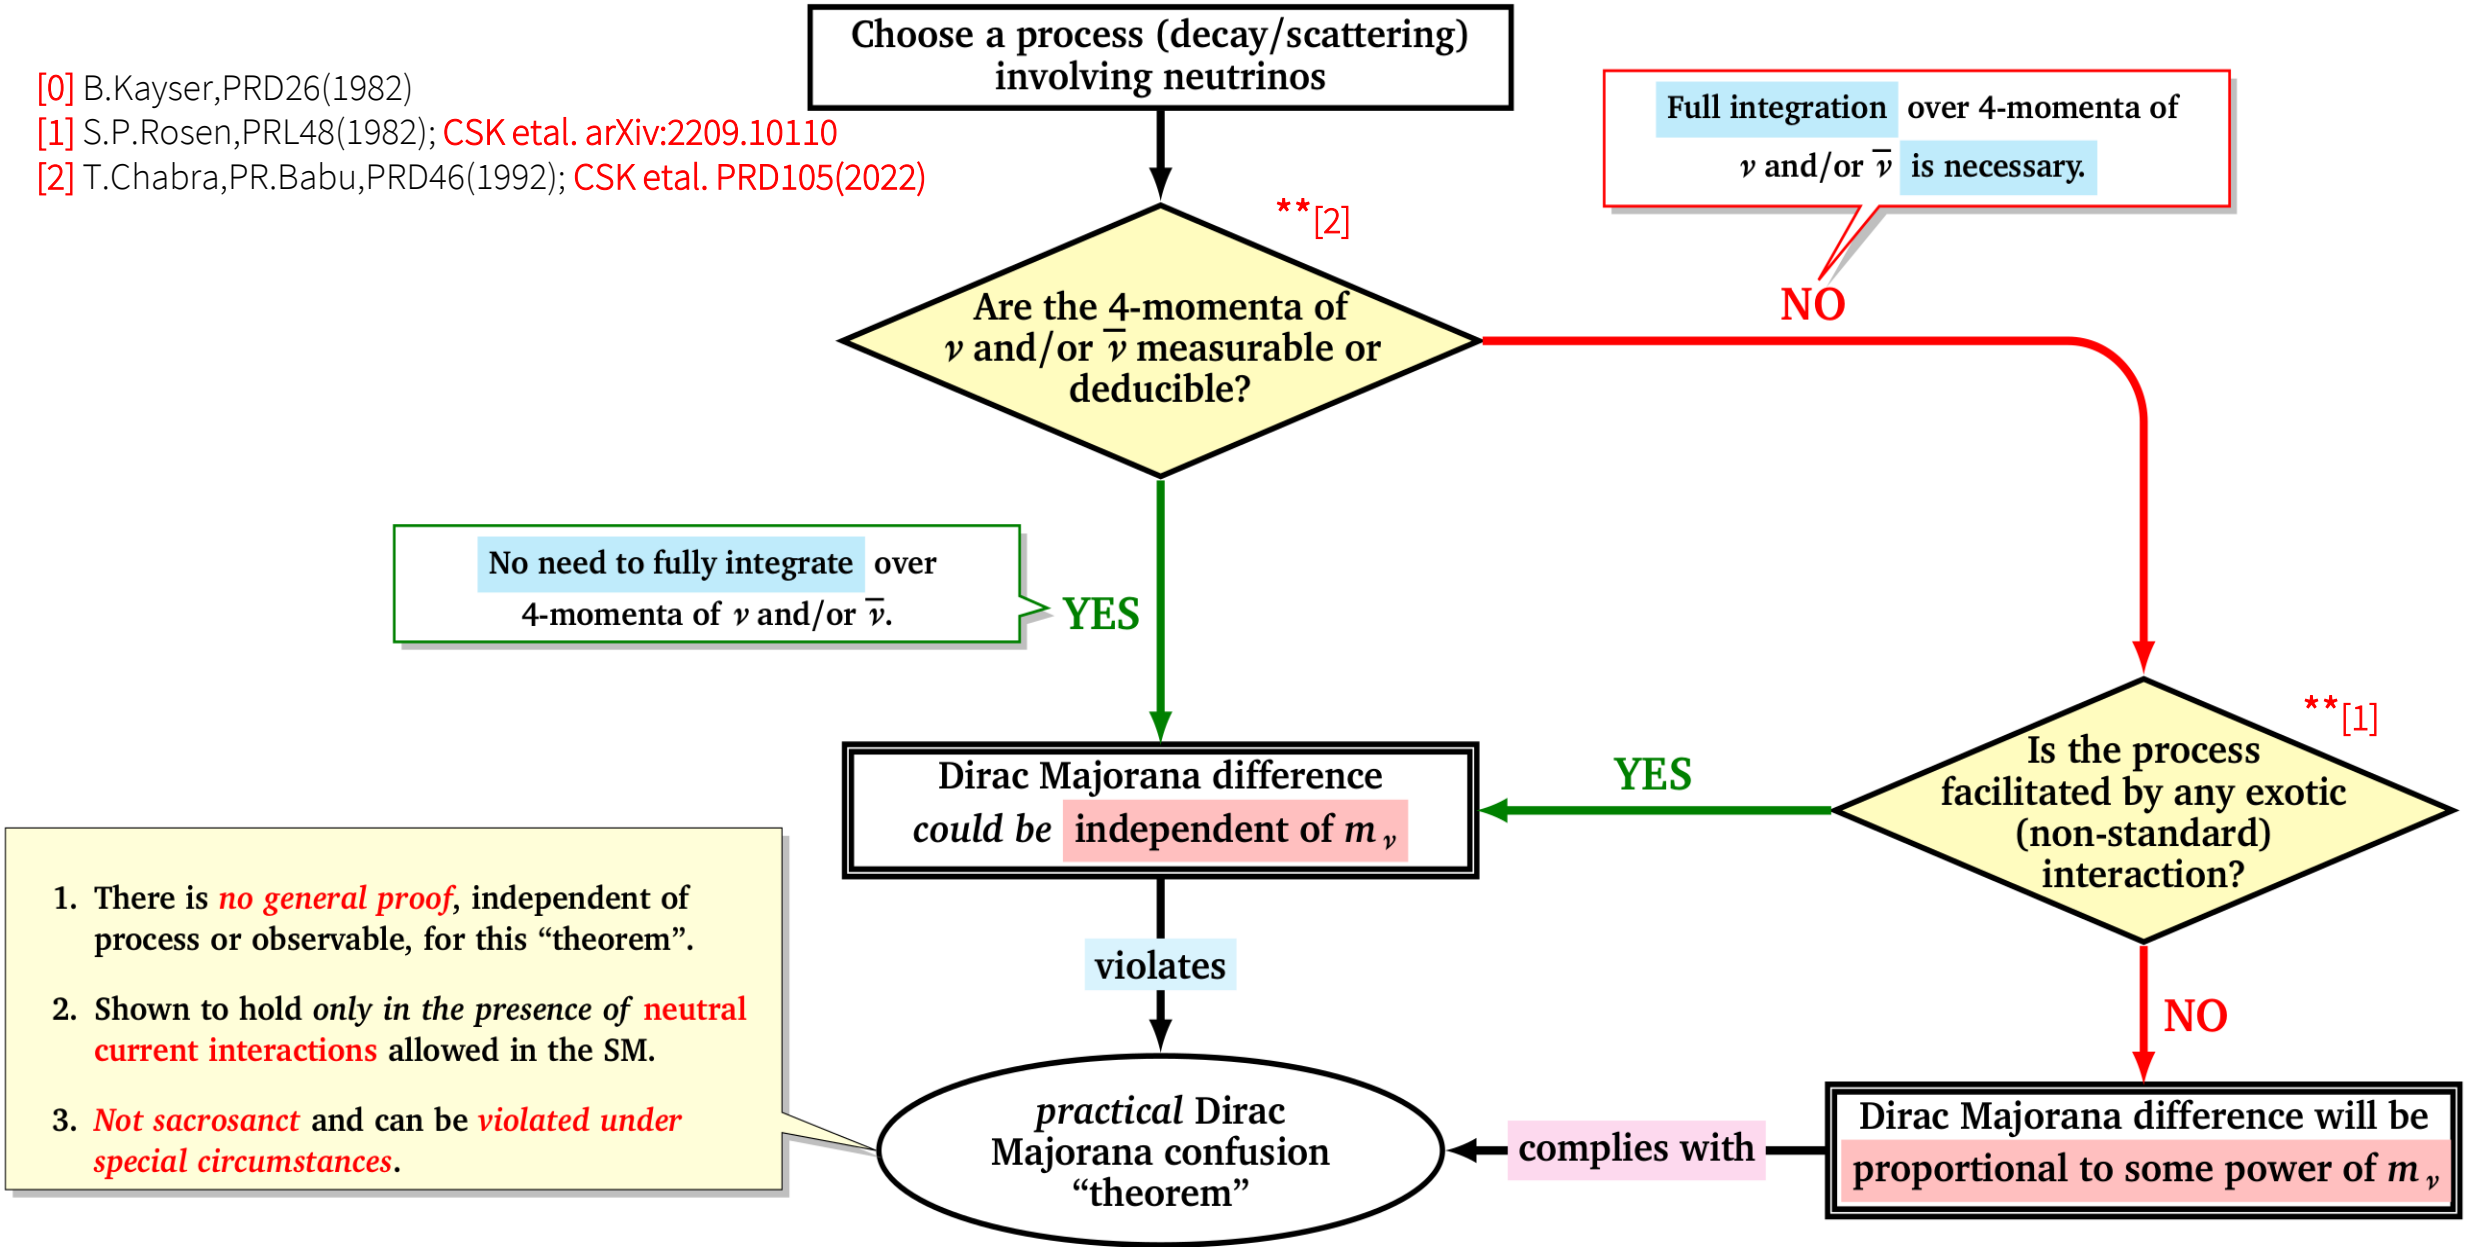 Choose a process (decay/scattering)
involving neutrinos
[0] B.Kayser,PRD26(1982)
[1] S.P.Rosen,PRL48(1982); CSK etal. arXiv:2209.10110
[2] T.Chabra,PR.Babu,PRD46(1992); CSK etal. PRD105(2022)
Full integration over 4-momenta of
ν and/or ν̅ is necessary.
**[2]
NO
Are the 4-momenta of
ν and/or ν̅ measurable or
deducible?
No need to fully integrate over
4-momenta of ν and/or ν̅.
YES
**[1]
Is the process
facilitated by any exotic
(non-standard)
interaction?
YES
Dirac Majorana difference
could be independent of mν
violates
NO
1. There is no general proof, independent of
process or observable, for this “theorem”.
2. Shown to hold only in the presence of neutral
current interactions allowed in the SM.
3. Not sacrosanct and can be violated under
special circumstances.
practical Dirac
Majorana confusion
“theorem”
complies with
Dirac Majorana difference will be
proportional to some power of mν